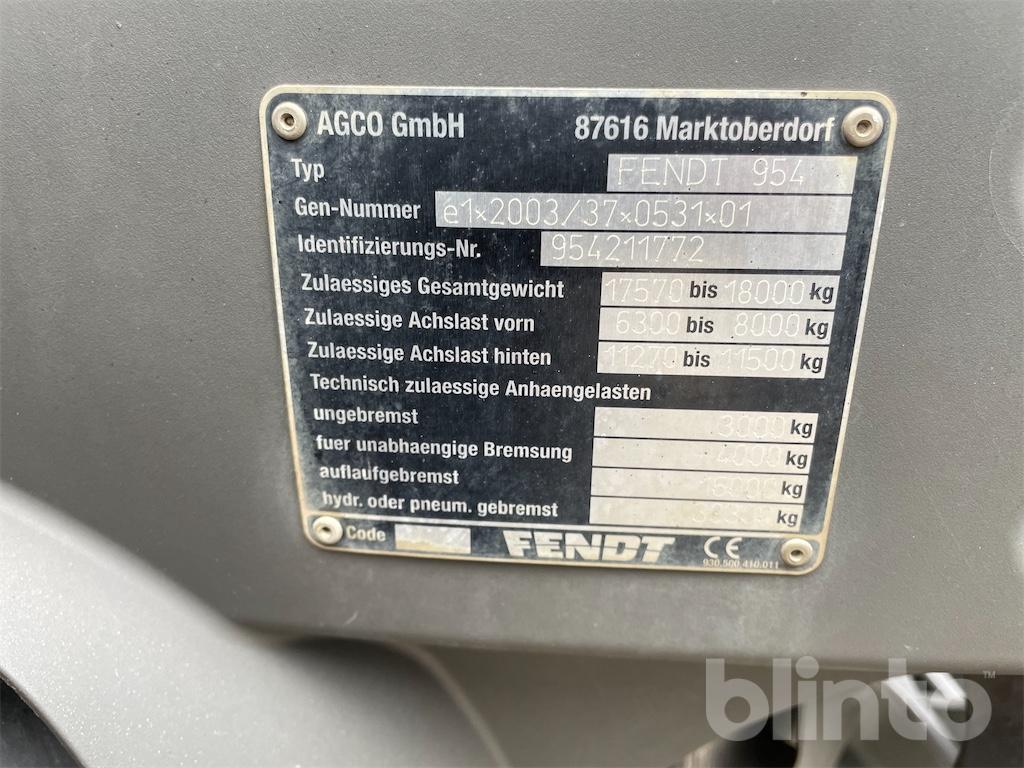 AGCO GmbH 87616 Marktoberdorf
Typ FENDT 954
Gen-Nummer e1×2003/37×0531×01
Identifizierungs-Nr. 954211772
Zulaessiges Gesamtgewicht 17570 bis 18000 kg
Zulaessige Achslast vorn 6300 bis 8000 kg
Zulaessige Achslast hinten 11270 bis 11500 kg
Technisch zulaessige Anhaengelasten
ungebremst 3000 kg
fuer unabhaengige Bremsung 4000 kg
auflaufgebremst 16000 kg
hydr. oder pneum. gebremst kg
Code
FENDT CE
930.500.410.011
blinto™